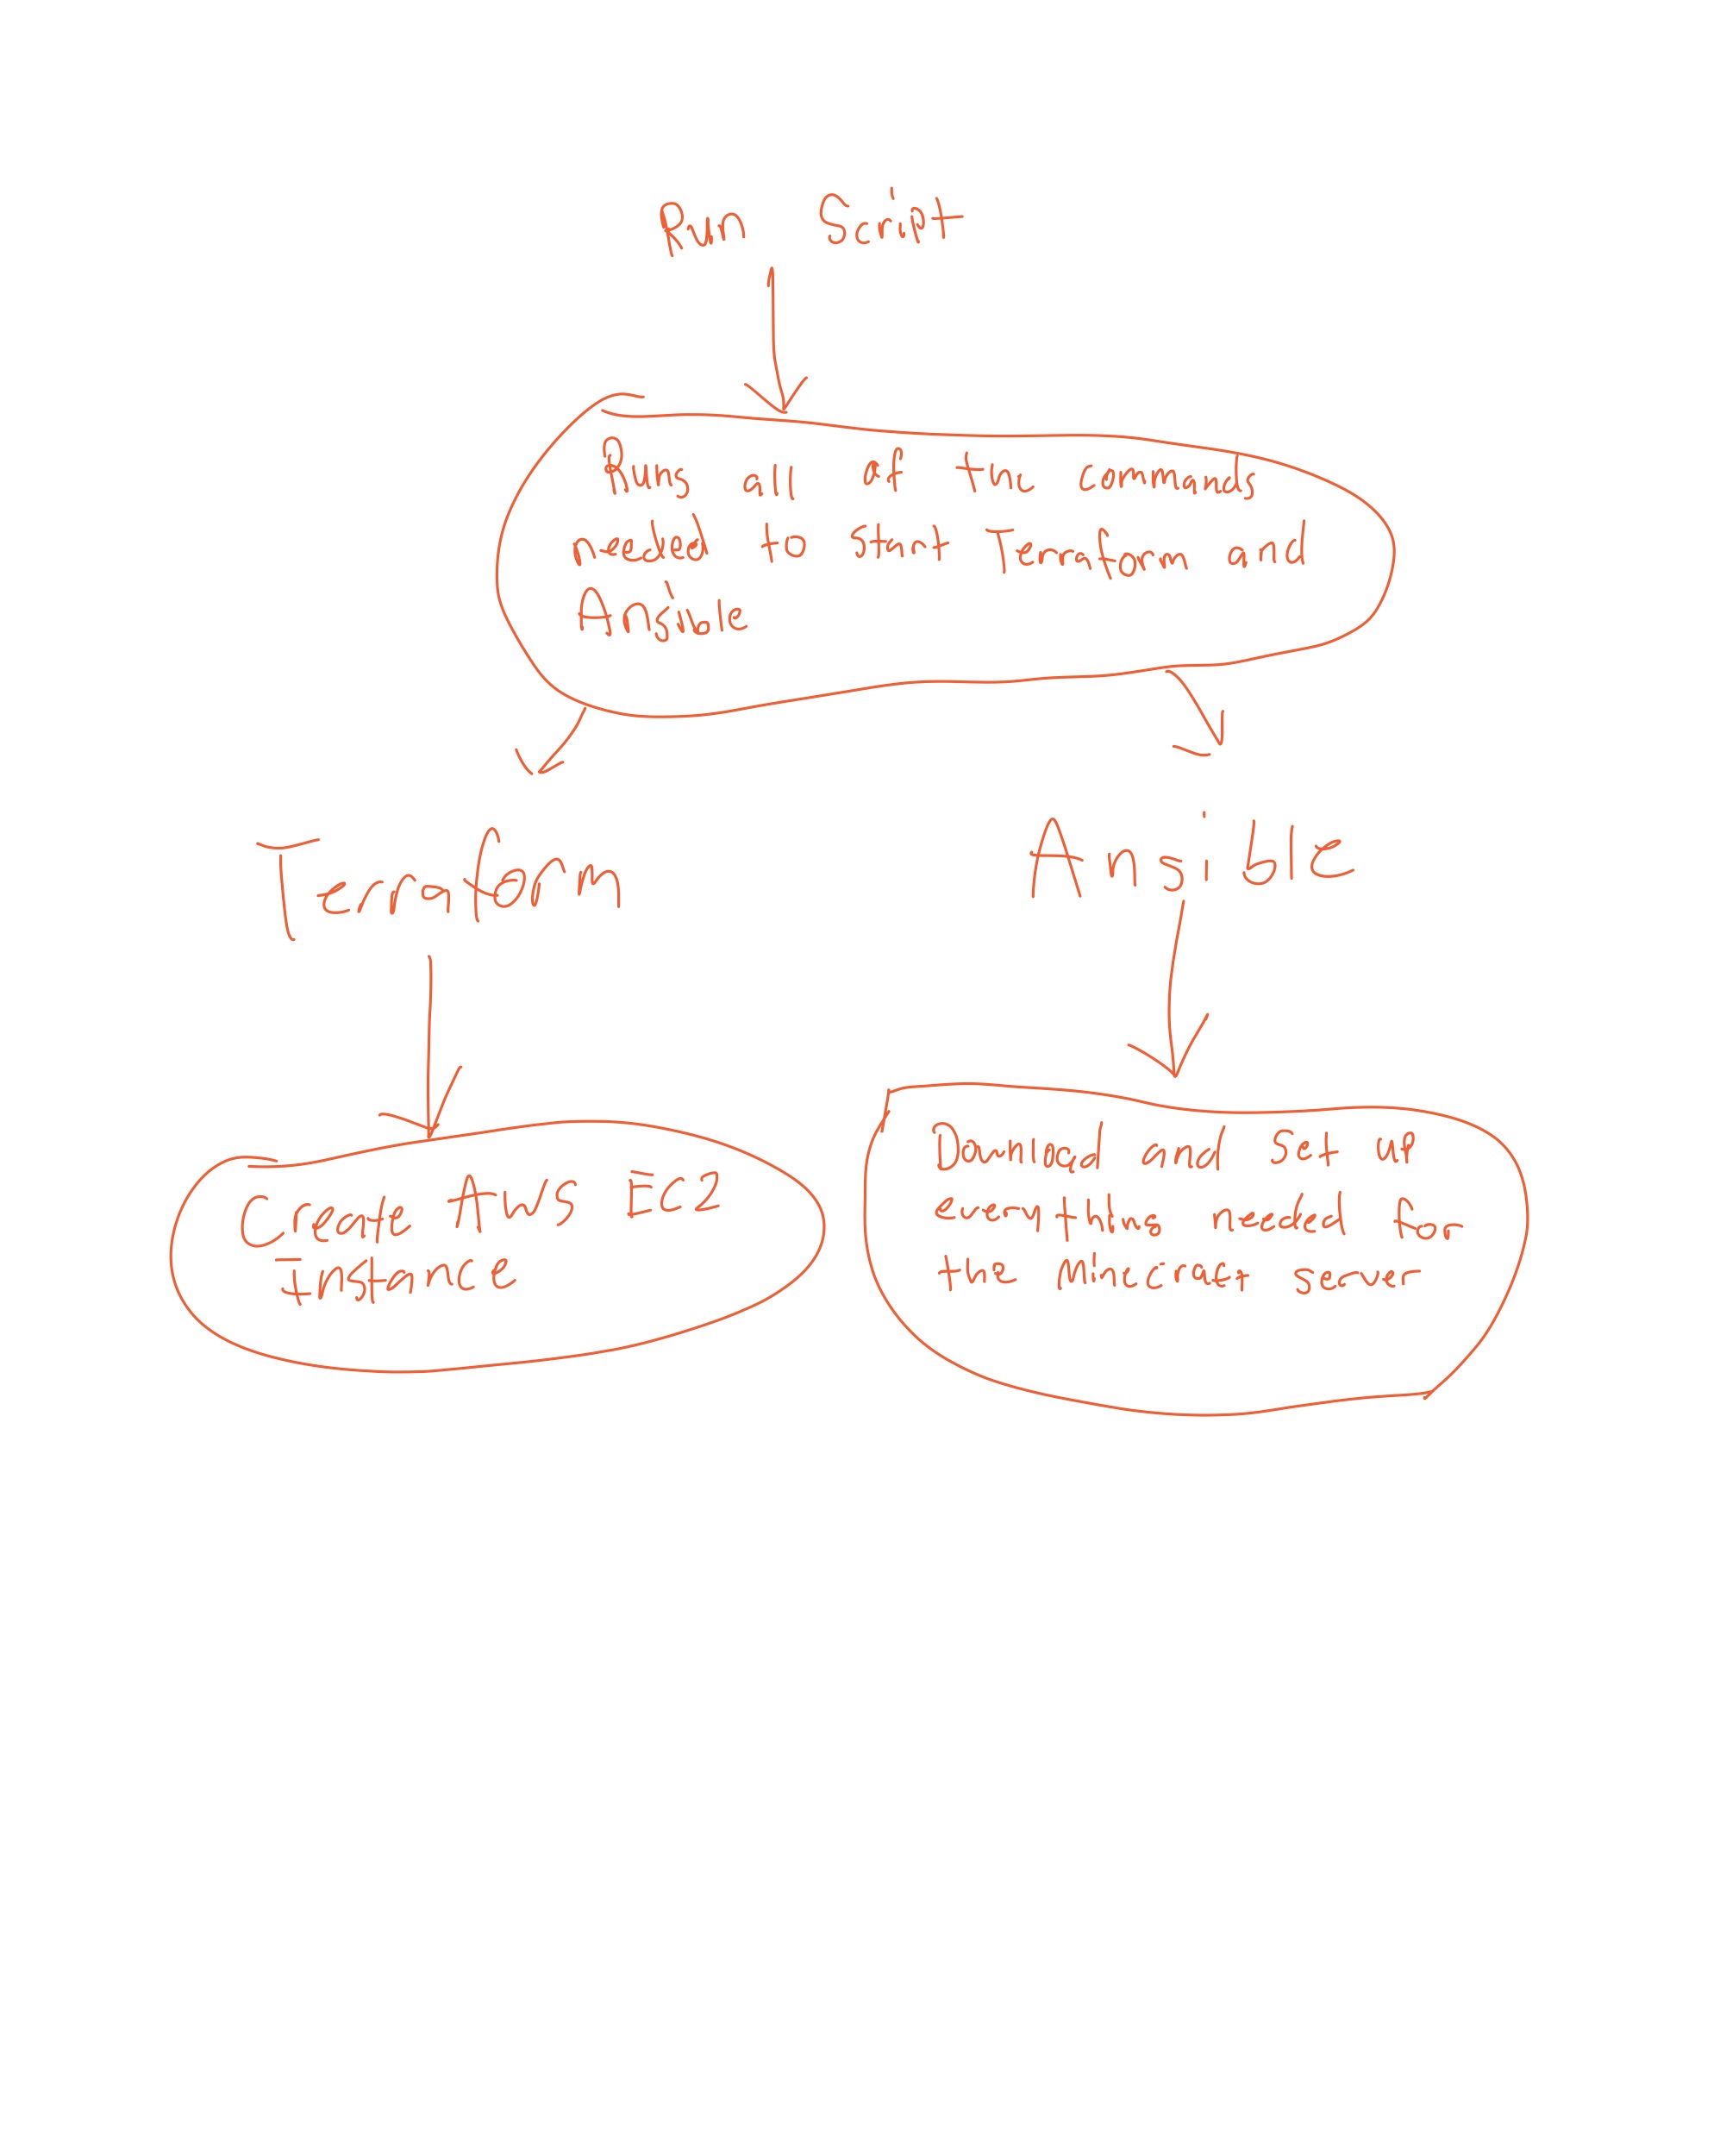 Run Script
Runs all of the commands
needed to start Terraform and
Ansible
Terraform
Ansible
Create AWS EC2
Instance
Download and set up
everything needed for
the Minecraft server